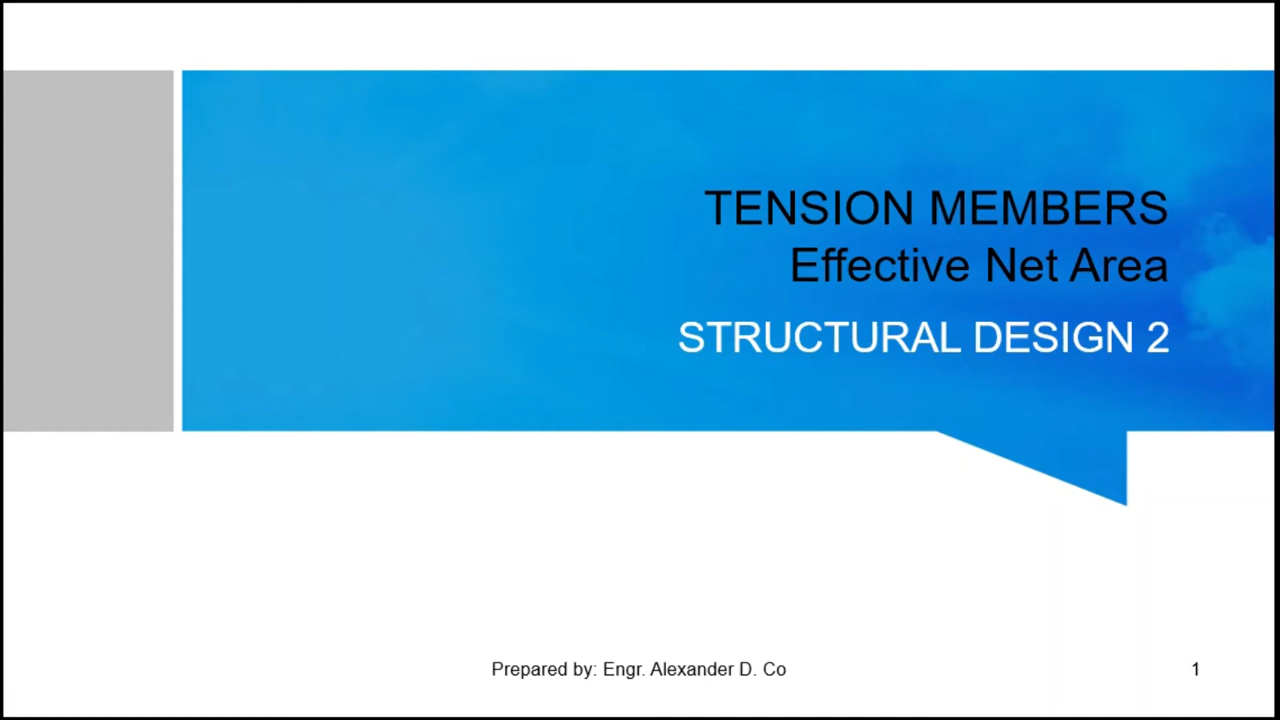 TENSION MEMBERS
Effective Net Area
STRUCTURAL DESIGN 2
Prepared by: Engr. Alexander D. Co
1